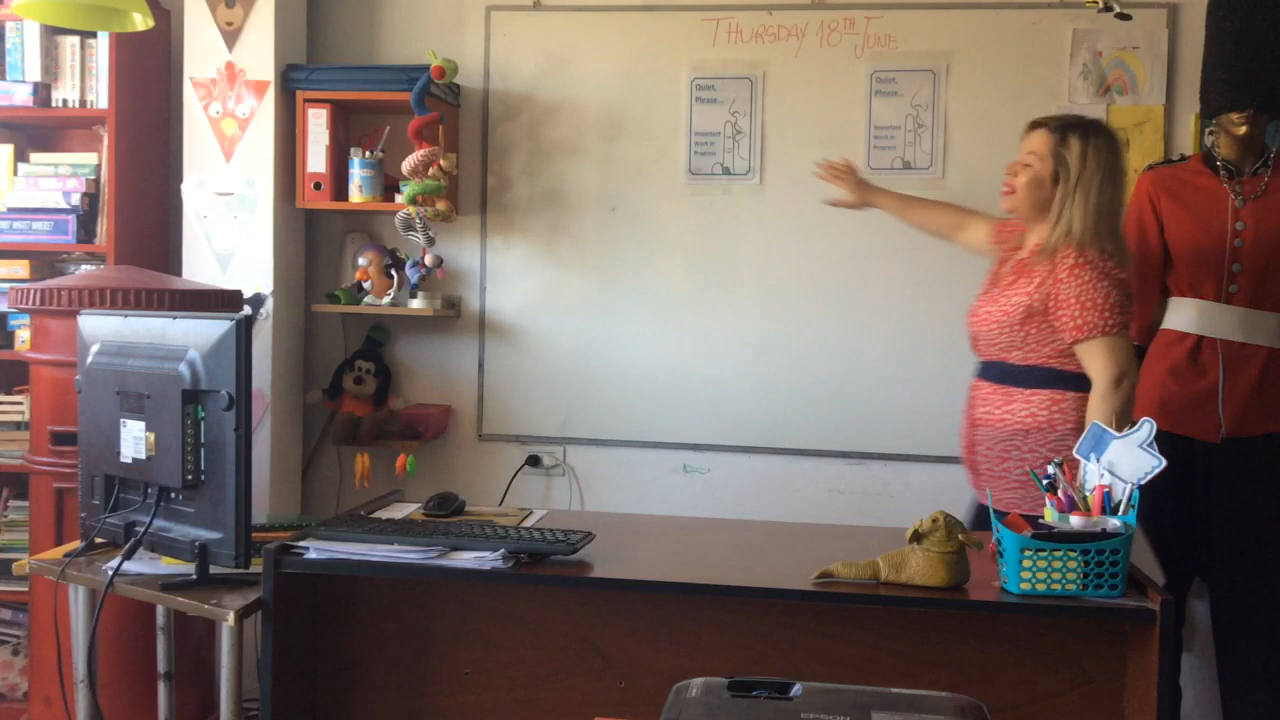 THURSDAY 18TH JUNE
Quiet,
Please...
Important
Work in
Progress
Quiet,
Please...
Important
Work in
Progress
EPSON